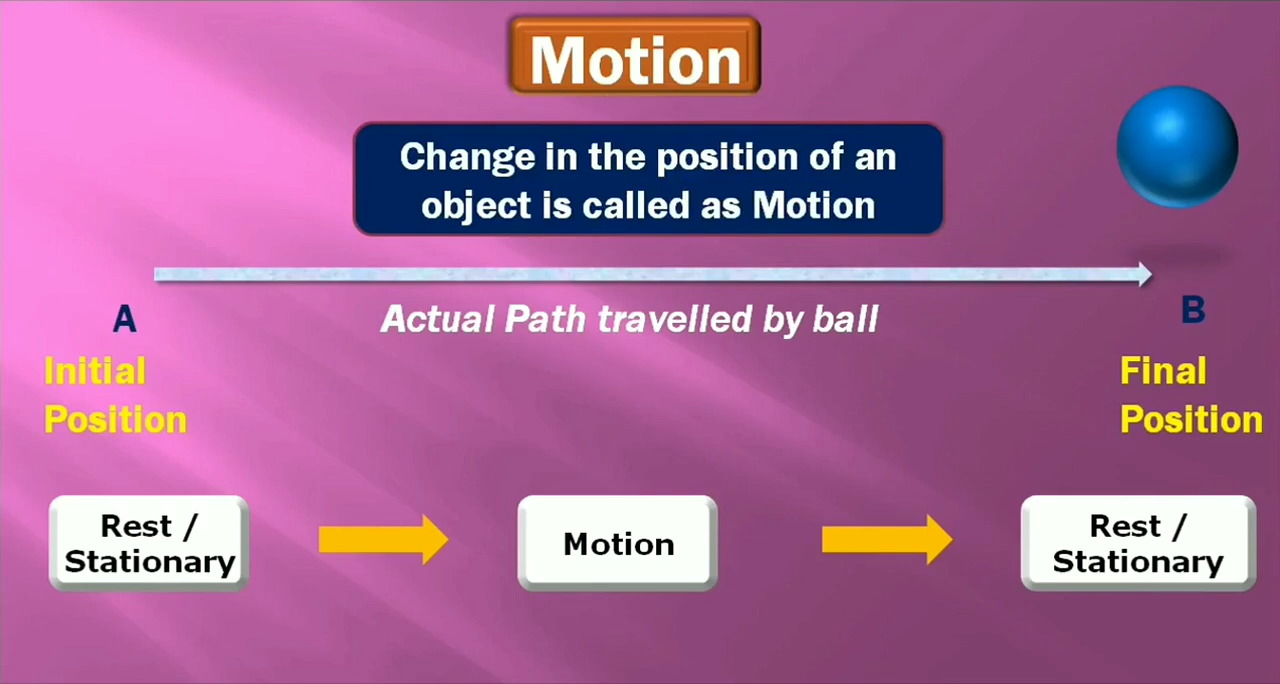 Motion
Change in the position of an
object is called as Motion
Actual Path travelled by ball
A
B
Initial
Position
Final
Position
Rest /
Stationary
Motion
Rest /
Stationary